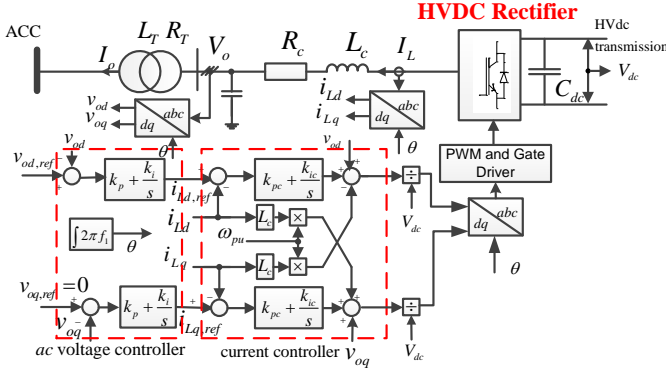 HVDC Rectifier
ACC
I_o
L_T
R_T
V_o
R_c
L_c
I_L
HVdc
transmission
C_dc
V_dc
v_od
v_oq
abc
dq
θ
i_Ld
i_Lq
abc
dq
θ
PWM and Gate
Driver
v_od
v_od,ref
k_p + k_i/s
i_Ld,ref
v_od
k_pc + k_ic/s
÷
V_dc
i_Ld
L_c
×
ω_pu
∫2πf_1
θ
i_Lq
L_c
×
abc
dq
θ
v_oq,ref=0
k_p + k_i/s
i_Lq,ref
k_pc + k_ic/s
÷
V_dc
v_oq
v_oq
ac voltage controller
current controller